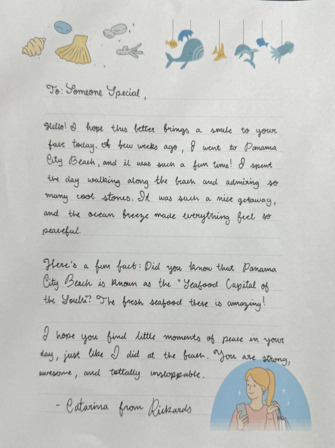 To: Someone Special,
Hello! I hope this letter brings a smile to your
face today. A few weeks ago, I went to Panama
City Beach, and it was such a fun time! I spent
the day walking along the beach and admiring so
many cool stones. It was such a nice getaway,
and the ocean breeze made everything feel so
peaceful.
Here's a fun fact: Did you know that Panama
City Beach is known as the "Seafood Capital of
the South"? The fresh seafood there is amazing!
I hope you find little moments of peace in your
day, just like I did at the beach. You are strong,
awesome, and totally unstoppable.
- Catarina from Rickards